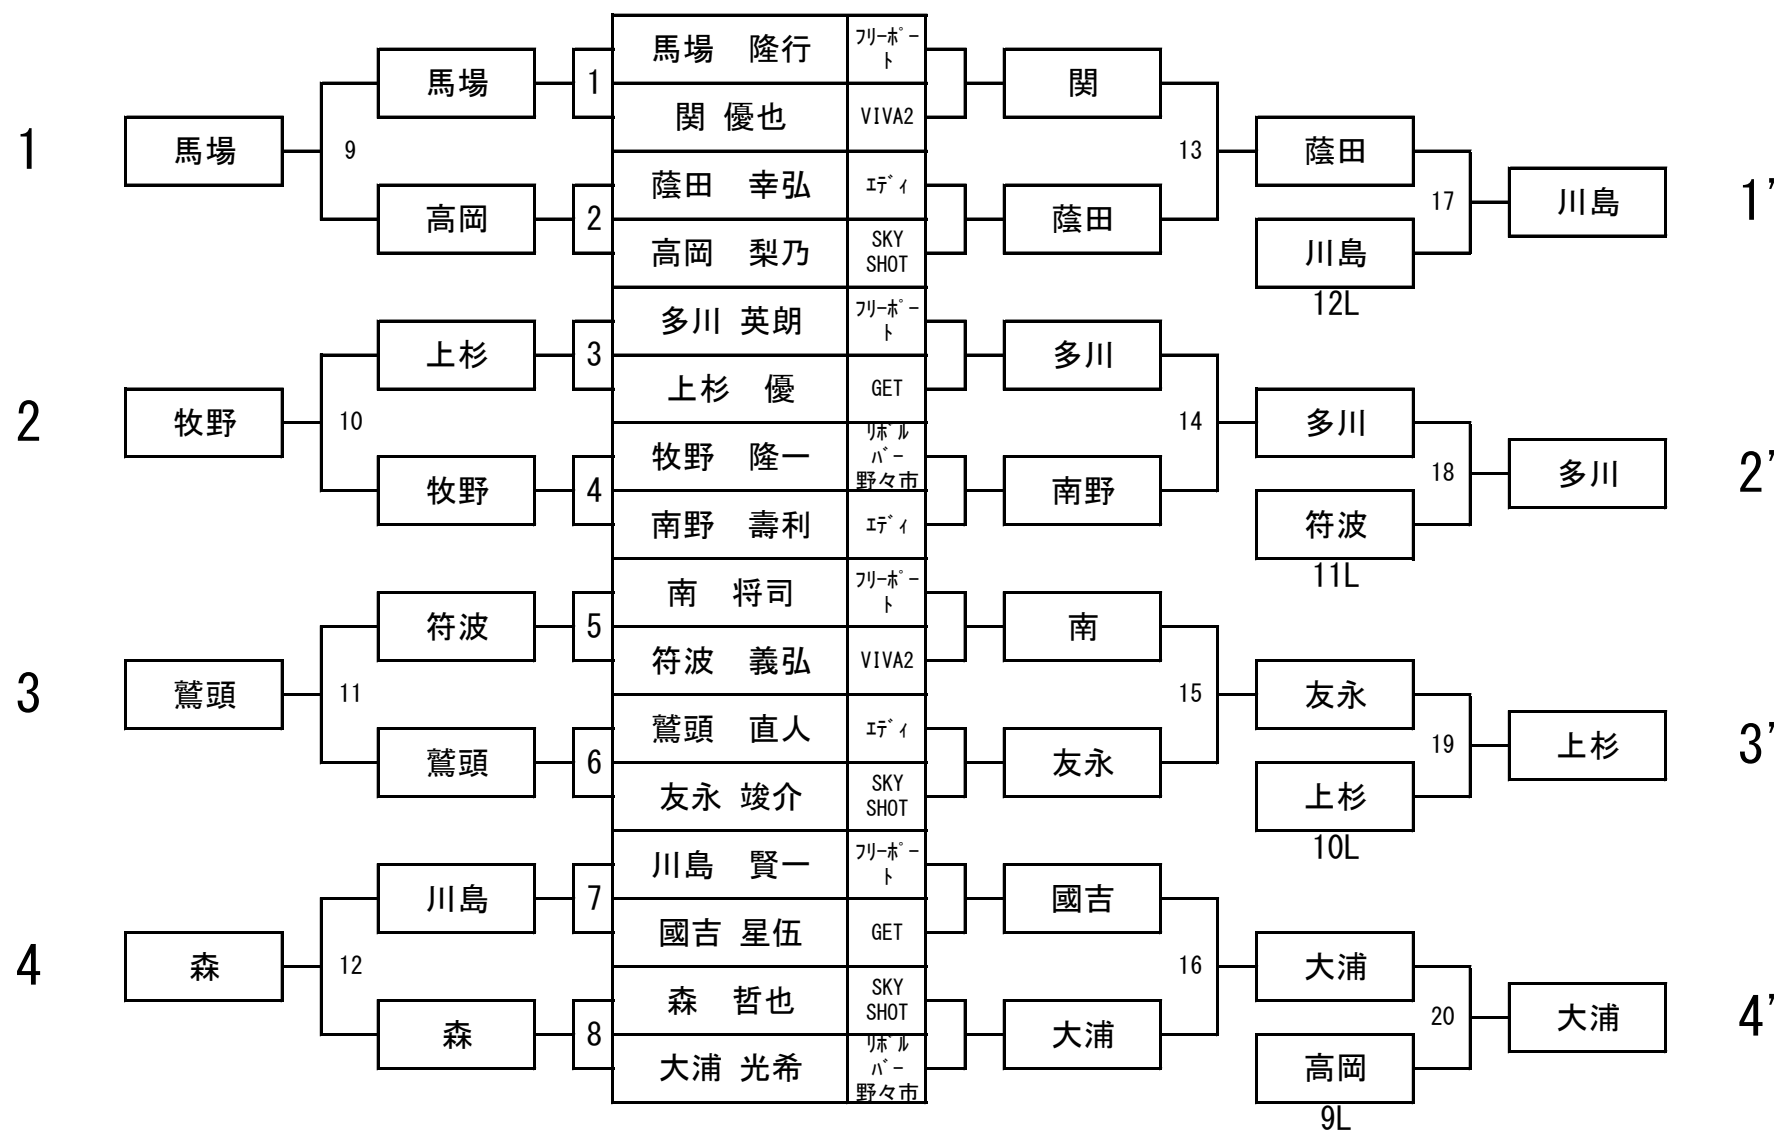 馬場 隆行 フリーポー
ト
馬場 1 関
関 優也 VIVA2
1 馬場 9 13 蔭田
蔭田 幸弘 エディ
17 川島 1'
高岡 2 蔭田
高岡 梨乃 SKY
SHOT
川島
12L
多川 英朗 フリーポー
ト
上杉 3 多川
上杉 優 GET
2 牧野 10 14 多川
牧野 隆一 リボル
バー
野々市
18 多川 2'
牧野 4 南野
南野 壽利 エディ
符波
11L
南 将司 フリーポー
ト
符波 5 南
符波 義弘 VIVA2
3 鷲頭 11 15 友永
鷲頭 直人 エディ
19 上杉 3'
鷲頭 6 友永
友永 竣介 SKY
SHOT
上杉
10L
川島 賢一 フリーポー
ト
川島 7 國吉
國吉 星伍 GET
4 森 12 16 大浦
森 哲也 SKY
SHOT
20 大浦 4'
森 8 大浦
大浦 光希 リボル
バー
野々市
高岡
9L